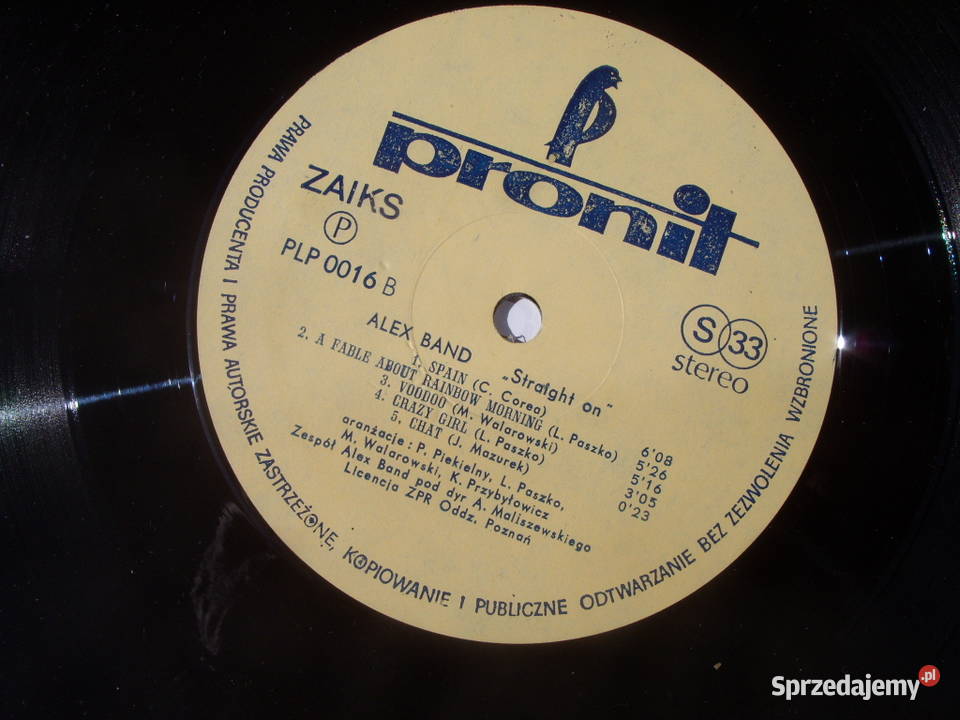 pronit
ZAIKS
P
PLP 0016 B
S 33
stereo
ALEX BAND „Straight on"
1. SPAIN (C. Corea) 6'08
2. A FABLE ABOUT RAINBOW MORNING (L. Paszko) 5'26
3. VOODOO (M. Walarowski) 5'16
4. CRAZY GIRL (L. Paszko) 3'05
5. CHAT (J. Mazurek) 0'23
aranżacje: P. Piekielny, L. Paszko,
M. Walarowski, K. Przybyłowicz
Zespół Alex Band pod dyr A. Maliszewskiego
Licencja ZPR Oddz. Poznań
PRAWA PRODUCENTA I PRAWA AUTORSKIE ZASTRZEŻONE, KOPIOWANIE I PUBLICZNE ODTWARZANIE BEZ ZEZWOLENIA WZBRONIONE
Sprzedajemy.pl